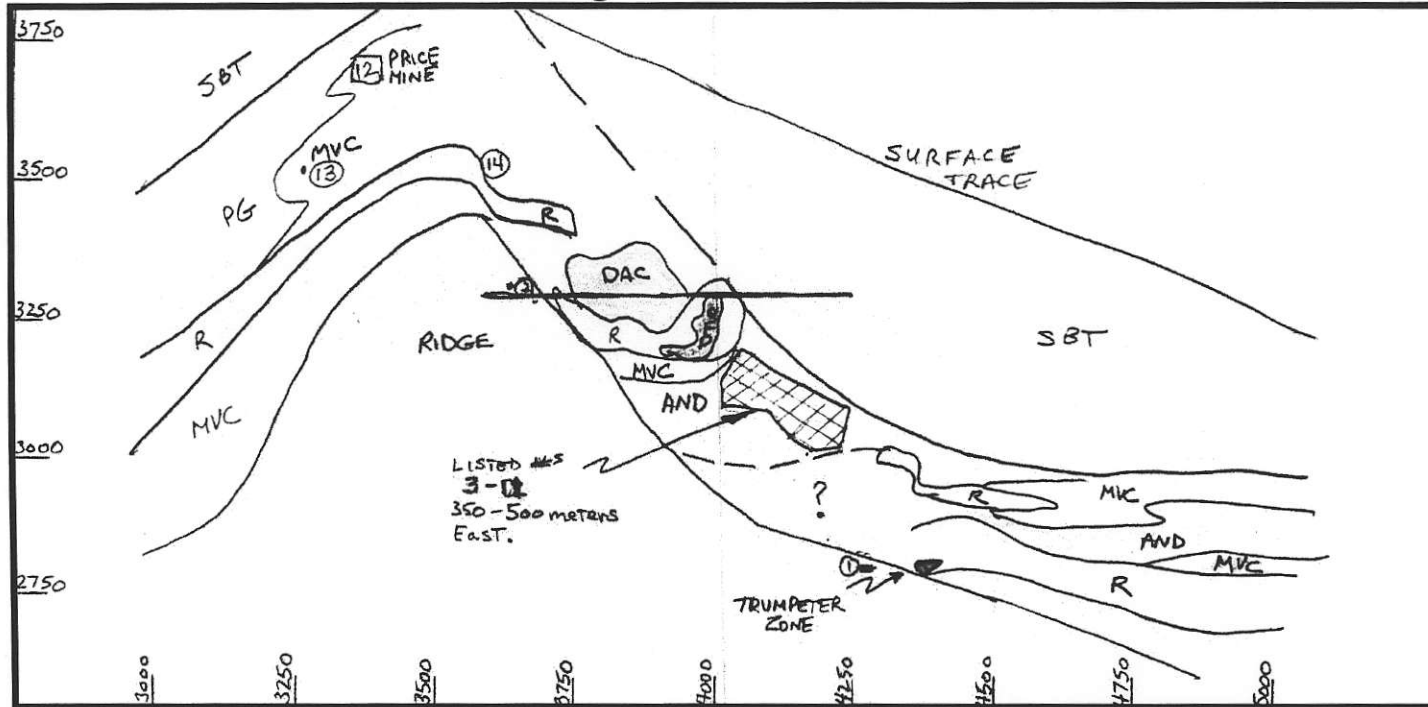 3750
SBT
12 PRICE
MINE
3500
MVC
13
14
SURFACE
TRACE
PG
R
DAC
3250
R
RIDGE
R
SBT
MVC
MVC
AND
3000
LISTED #s
3 -
350-500 meters
EAST.
?
R
MVC
AND
MVC
2750
1
R
TRUMPETER
ZONE
3000
3250
3500
3750
4000
4250
4500
4750
5000